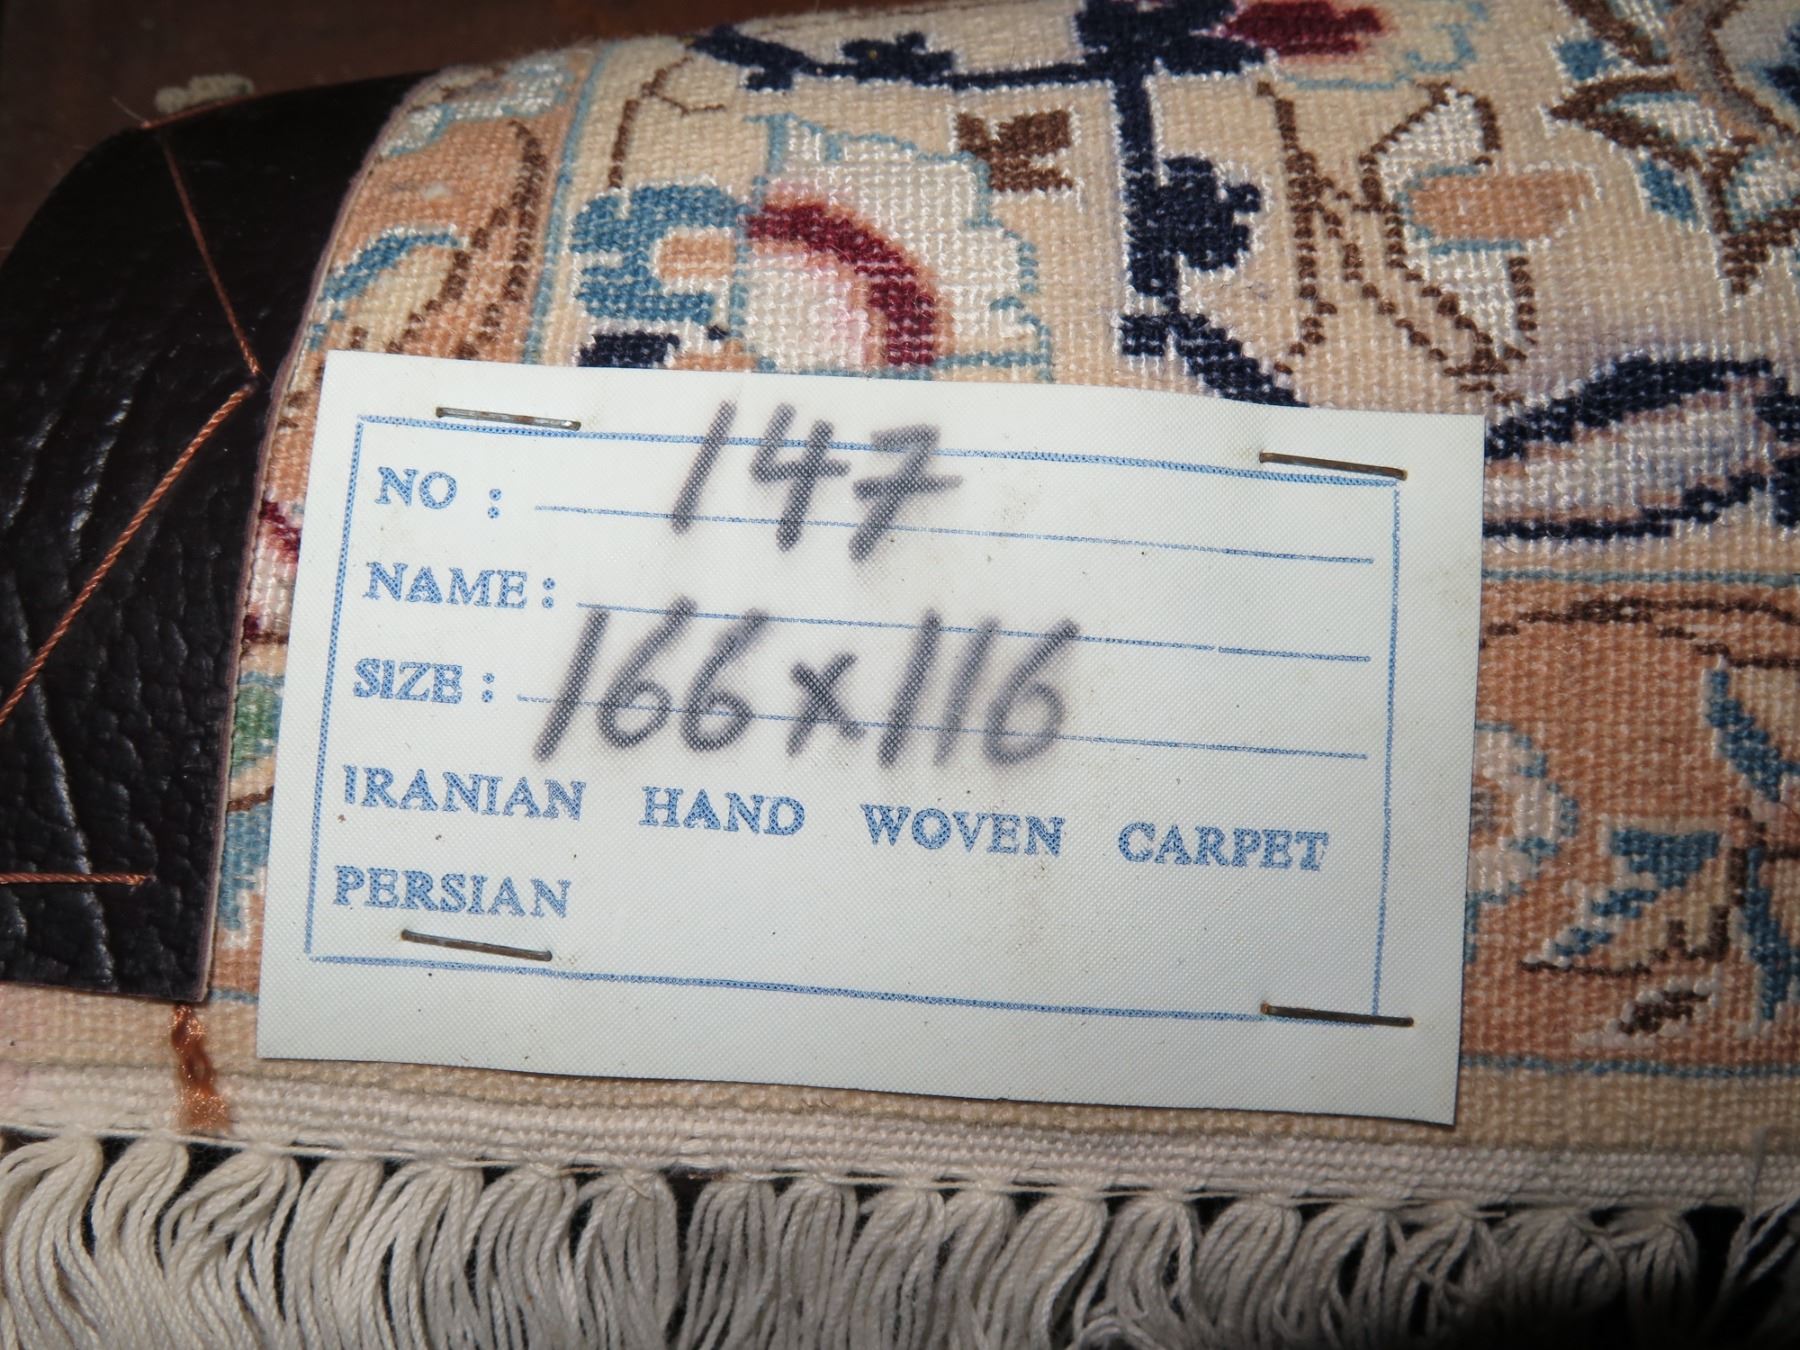 NO : 147
NAME :
SIZE : 166x116
IRANIAN HAND WOVEN CARPET
PERSIAN